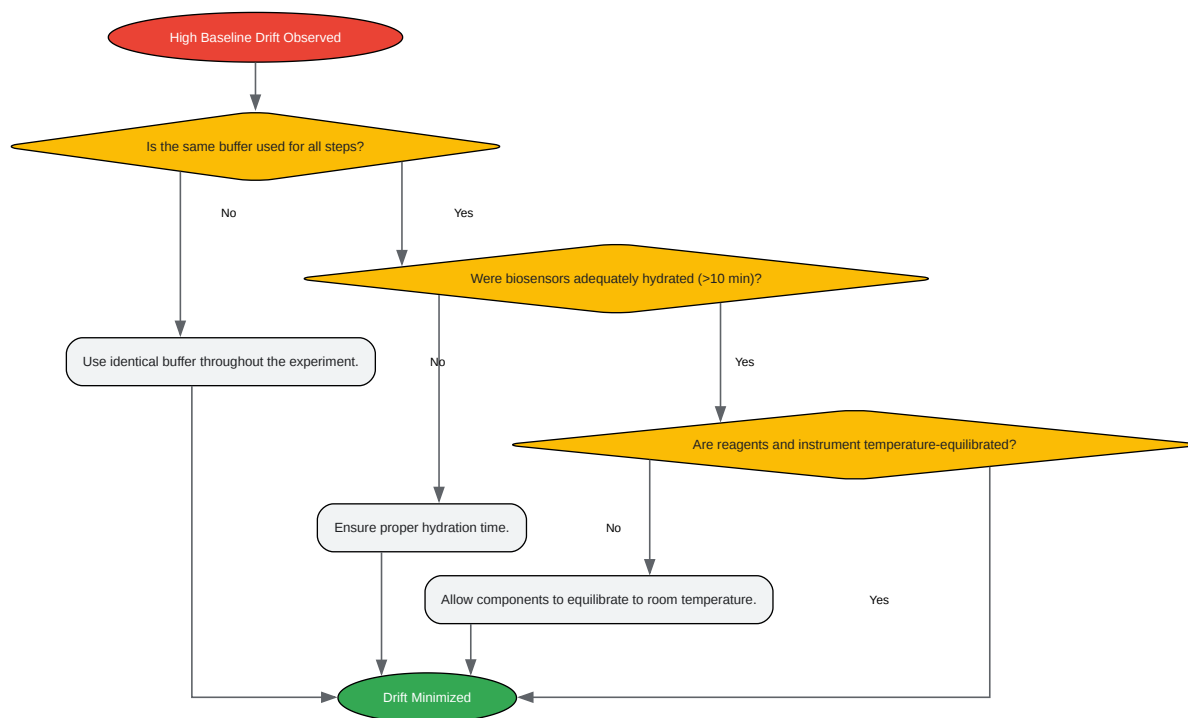 High Baseline Drift Observed
Is the same buffer used for all steps?
No
Yes
Were biosensors adequately hydrated (>10 min)?
Use identical buffer throughout the experiment.
No
Yes
Are reagents and instrument temperature-equilibrated?
Ensure proper hydration time.
No
Allow components to equilibrate to room temperature.
Yes
Drift Minimized